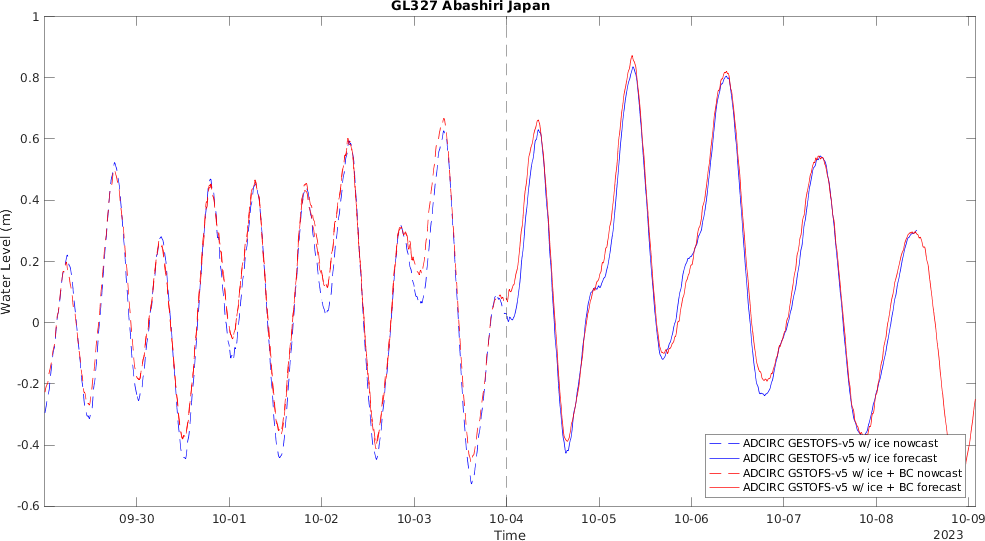 GL327 Abashiri Japan
1
0.8
0.6
0.4
0.2
0
-0.2
-0.4
-0.6
Water Level (m)
ADCIRC GESTOFS-v5 w/ ice nowcast
ADCIRC GESTOFS-v5 w/ ice forecast
ADCIRC GSTOFS-v5 w/ ice + BC nowcast
ADCIRC GSTOFS-v5 w/ ice + BC forecast
09-30 10-01 10-02 10-03 10-04 10-05 10-06 10-07 10-08 10-09
Time
2023